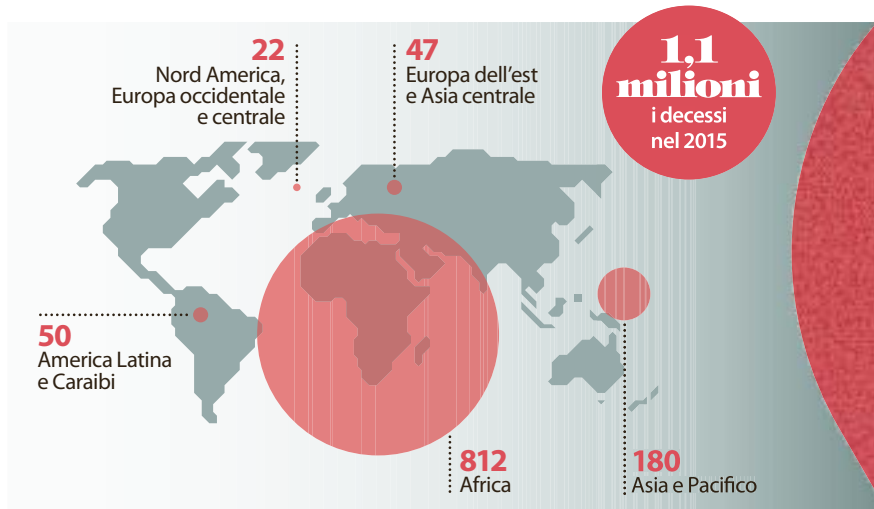 22
Nord America,
Europa occidentale
e centrale
47
Europa dell'est
e Asia centrale
1,1
milioni
i decessi
nel 2015
50
America Latina
e Caraibi
812
Africa
180
Asia e Pacifico